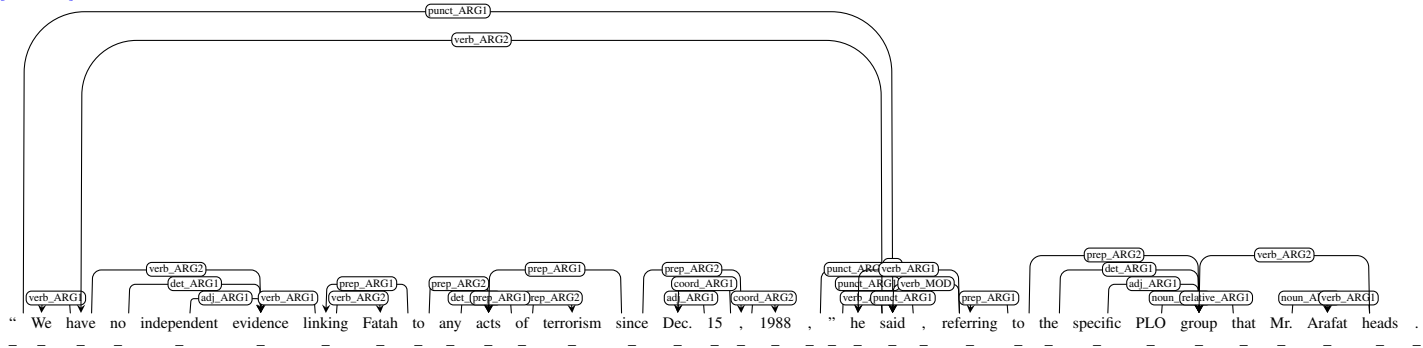 punct_ARG1
verb_ARG2
prep_ARG2 verb_ARG2
verb_ARG2 prep_ARG1 prep_ARG2 verb_ARG1 det_ARG1
det_ARG1 prep_ARG1 prep_ARG2 coord_ARG1 verb_MOD adj_ARG1
verb_ARG1 adj_ARG1 verb_ARG1 verb_ARG2 prep_ARG1 adj_ARG1 coord_ARG2 punct_ARG1 prep_ARG1 relative_ARG1 verb_ARG1
“ We have no independent evidence linking Fatah to any acts of terrorism since Dec. 15 , 1988 , ” he said , referring to the specific PLO group that Mr. Arafat heads .